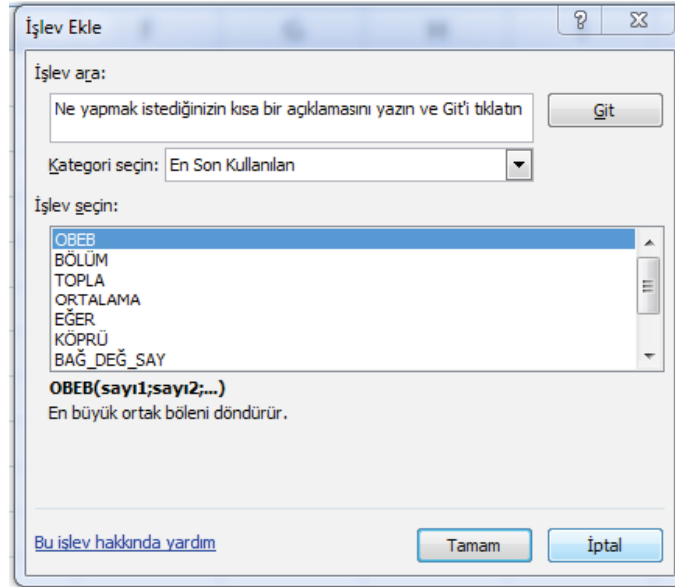 İşlev Ekle
İşlev ara:
Ne yapmak istediğinizin kısa bir açıklamasını yazın ve Git'i tıklatın
Git
Kategori seçin: En Son Kullanılan
İşlev seçin:
OBEB
BÖLÜM
TOPLA
ORTALAMA
EĞER
KÖPRÜ
BAĞ_DEĞ_SAY
OBEB(sayı1;sayı2;...)
En büyük ortak böleni döndürür.
Bu işlev hakkında yardım
Tamam
İptal